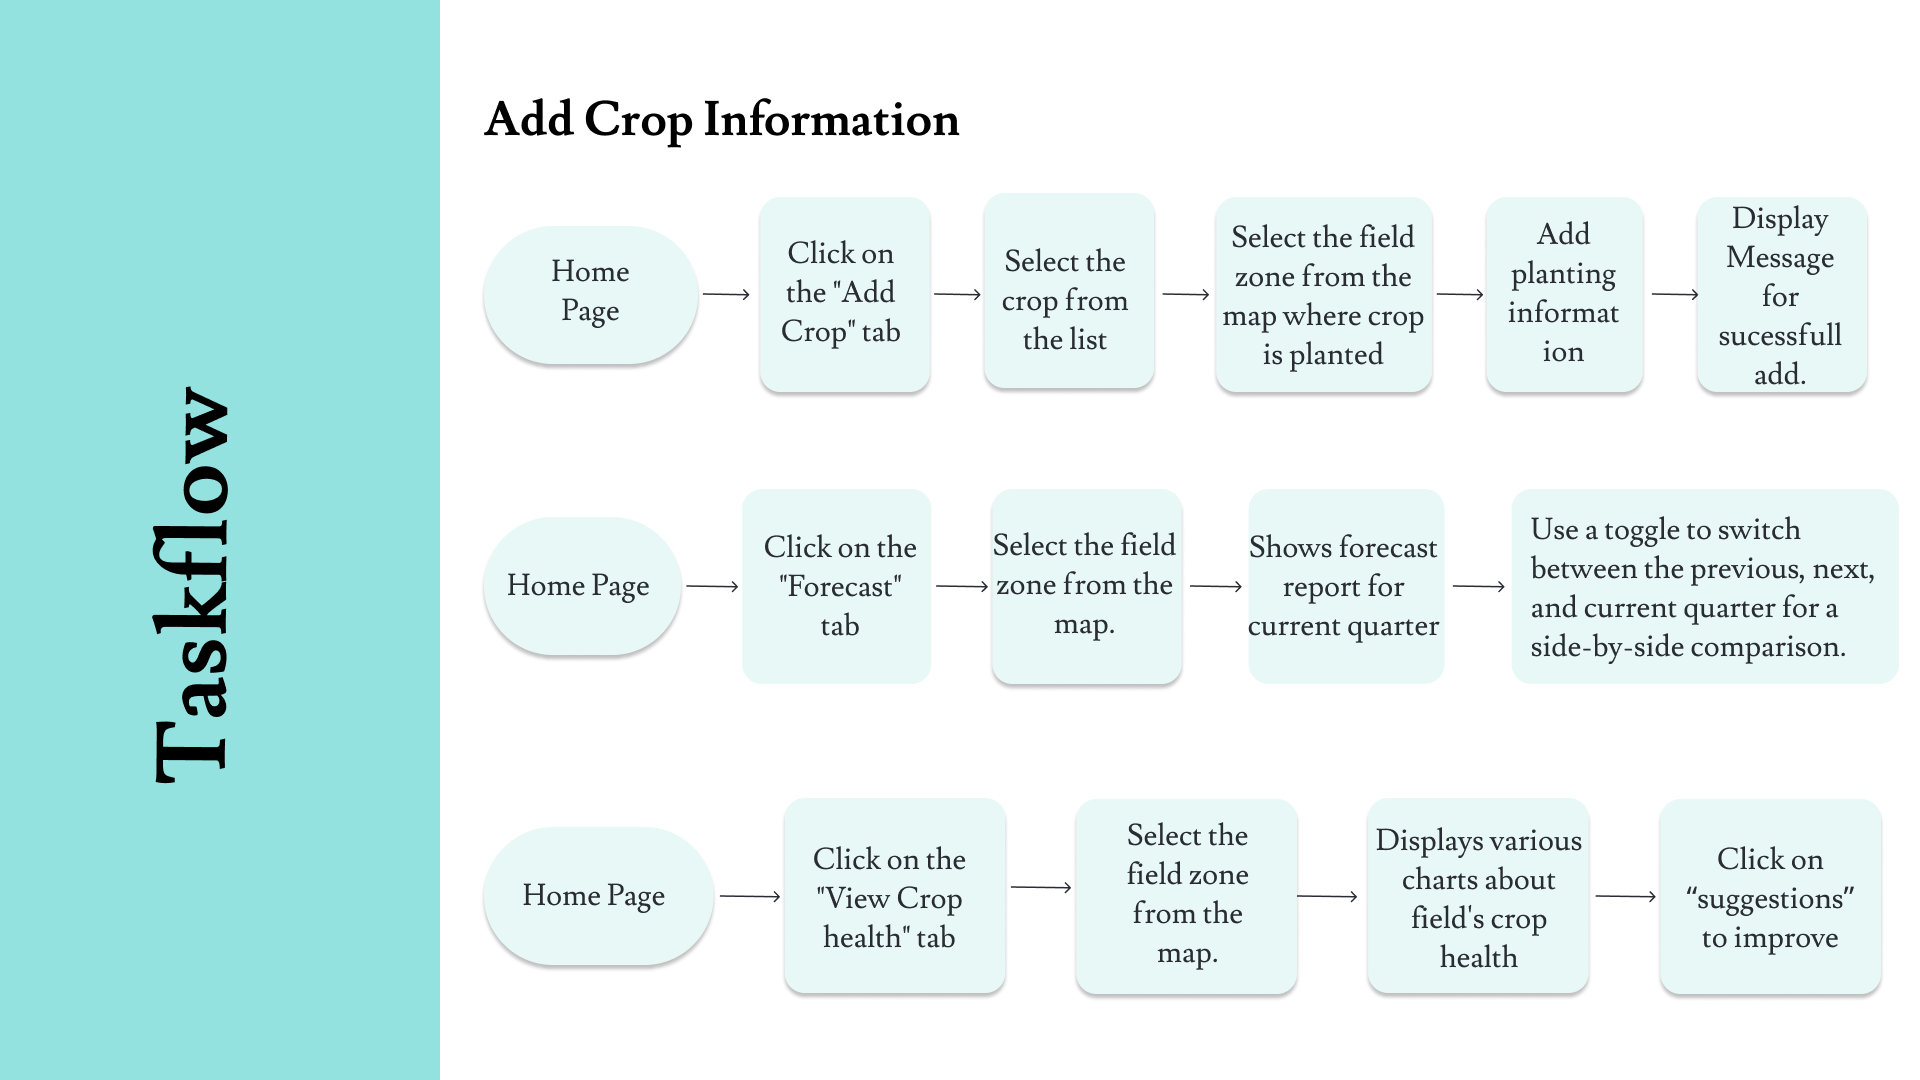 Taskflow
Add Crop Information
Home
Page
Click on
the "Add
Crop" tab
Select the
crop from
the list
Select the field
zone from the
map where crop
is planted
Add
planting
informat
ion
Display
Message
for
sucessfull
add.
Home Page
Click on the
"Forecast"
tab
Select the field
zone from the
map.
Shows forecast
report for
current quarter
Use a toggle to switch
between the previous, next,
and current quarter for a
side-by-side comparison.
Home Page
Click on the
"View Crop
health" tab
Select the
field zone
from the
map.
Displays various
charts about
field's crop
health
Click on
“suggestions”
to improve